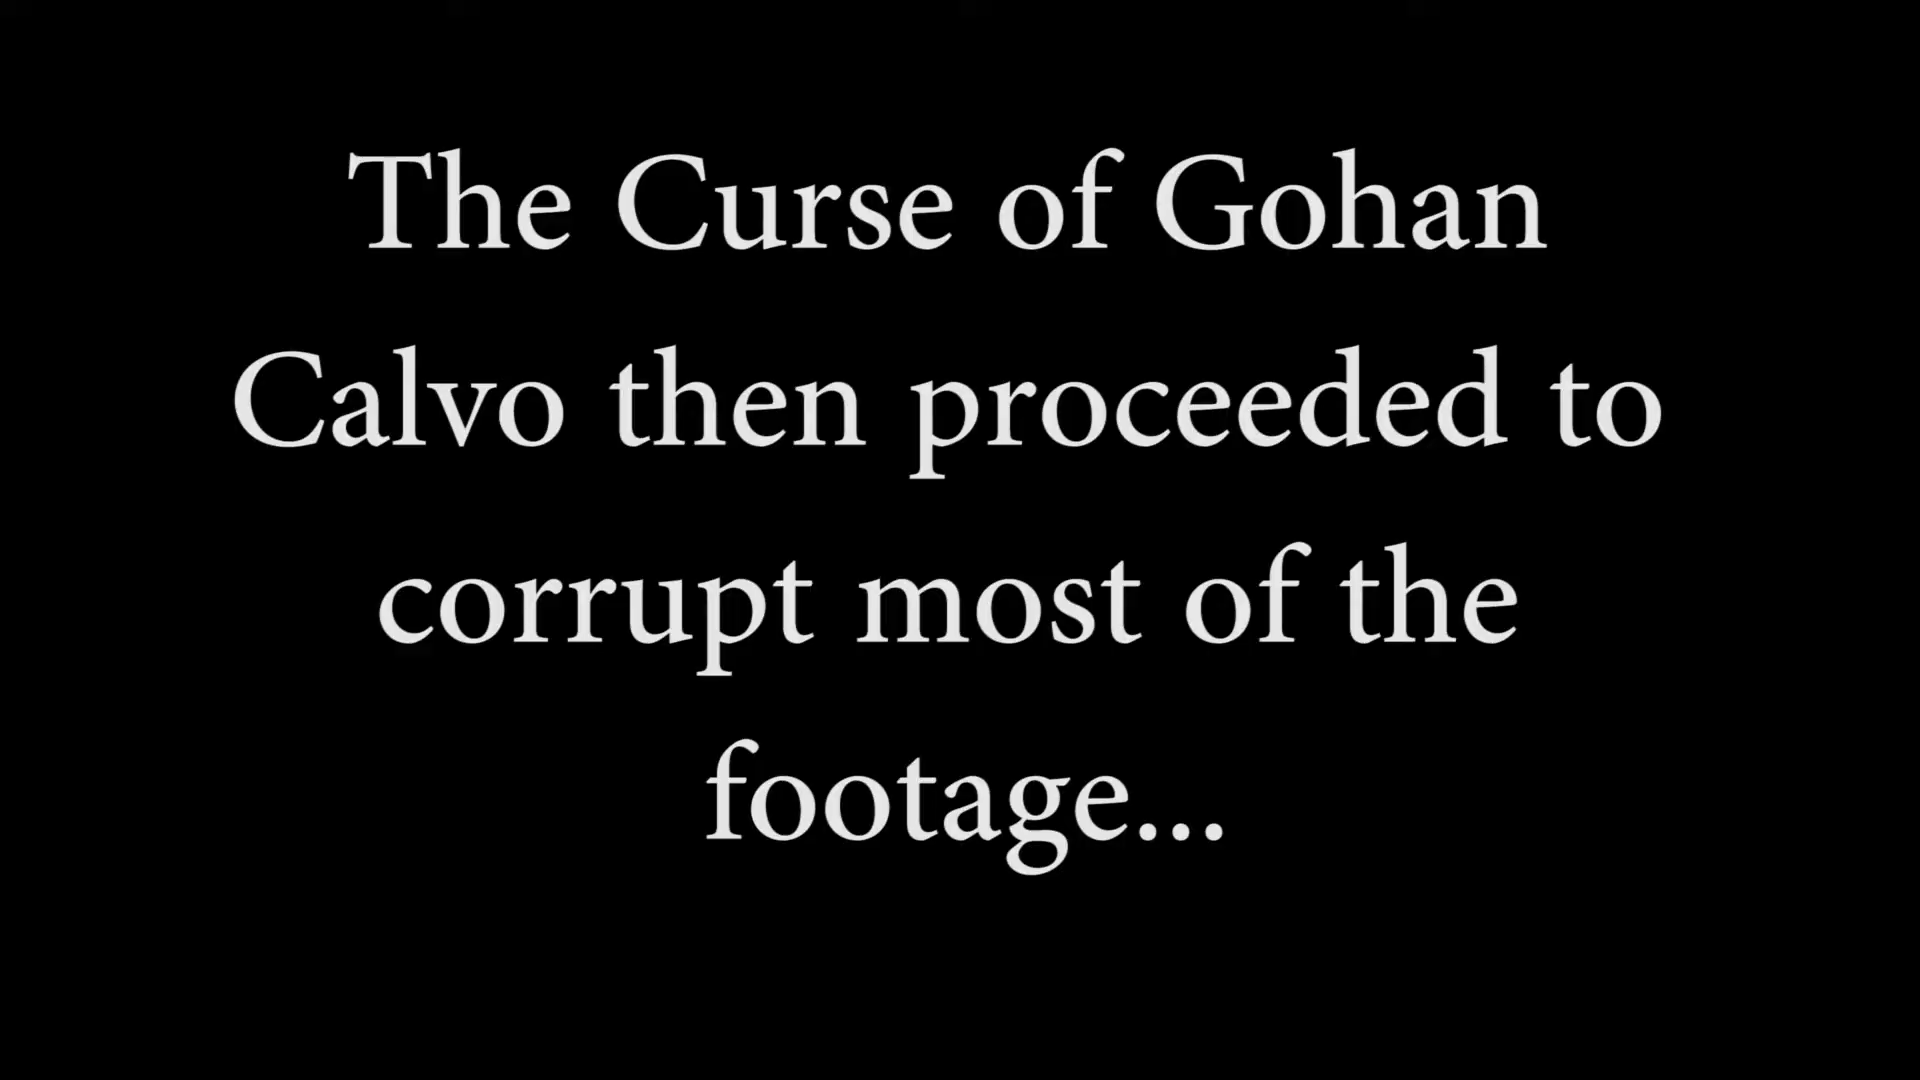 The Curse of Gohan
Calvo then proceeded to
corrupt most of the
footage...